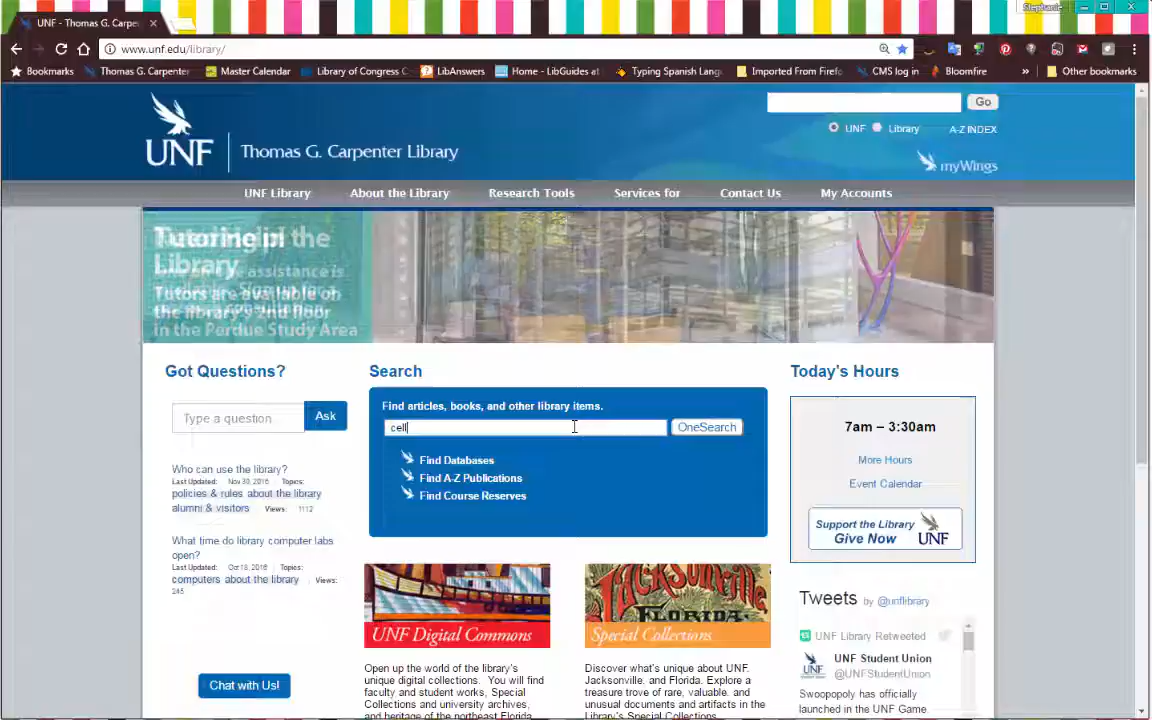 UNF - Thomas G. Carpe
Stephanie
www.unf.edu/library/
Bookmarks
Thomas G. Carpenter
Master Calendar
Library of Congress C
LibAnswers
Home - LibGuides at
Typing Spanish Lang
Imported From Firefo
CMS log in
Bloomfire
»
Other bookmarks
UNF
Thomas G. Carpenter Library
Go
UNF
Library
A-Z INDEX
myWings
UNF Library
About the Library
Research Tools
Services for
Contact Us
My Accounts
Tutoring in the
Library
assistance is
Tutors are available on
the library's 2nd floor
in the Perdue Study Area
Got Questions?
Type a question
Ask
Who can use the library?
Last Updated: Nov 30, 2016 | Topics:
policies & rules about the library
alumni & visitors Views: 1112
What time do library computer labs
open?
Last Updated: Oct 18, 2016 | Topics:
computers about the library | Views:
245
Chat with Us!
Search
Find articles, books, and other library items.
cell
OneSearch
Find Databases
Find A-Z Publications
Find Course Reserves
UNF Digital Commons
Open up the world of the library's
unique digital collections. You will find
faculty and student works, Special
Collections and university archives,
and heritage of the northeast Florida
JACKSONVILLE
FLORIDA
Special Collections
Discover what's unique about UNF,
Jacksonville, and Florida. Explore a
treasure trove of rare, valuable, and
unusual documents and artifacts in the
Library's Special Collections.
Today's Hours
7am – 3:30am
More Hours
Event Calendar
Support the Library
Give Now
UNF
Tweets by @unflibrary
UNF Library Retweeted
UNF Student Union
@UNFStudentUnion
Swoopopoly has officially
launched in the UNF Game